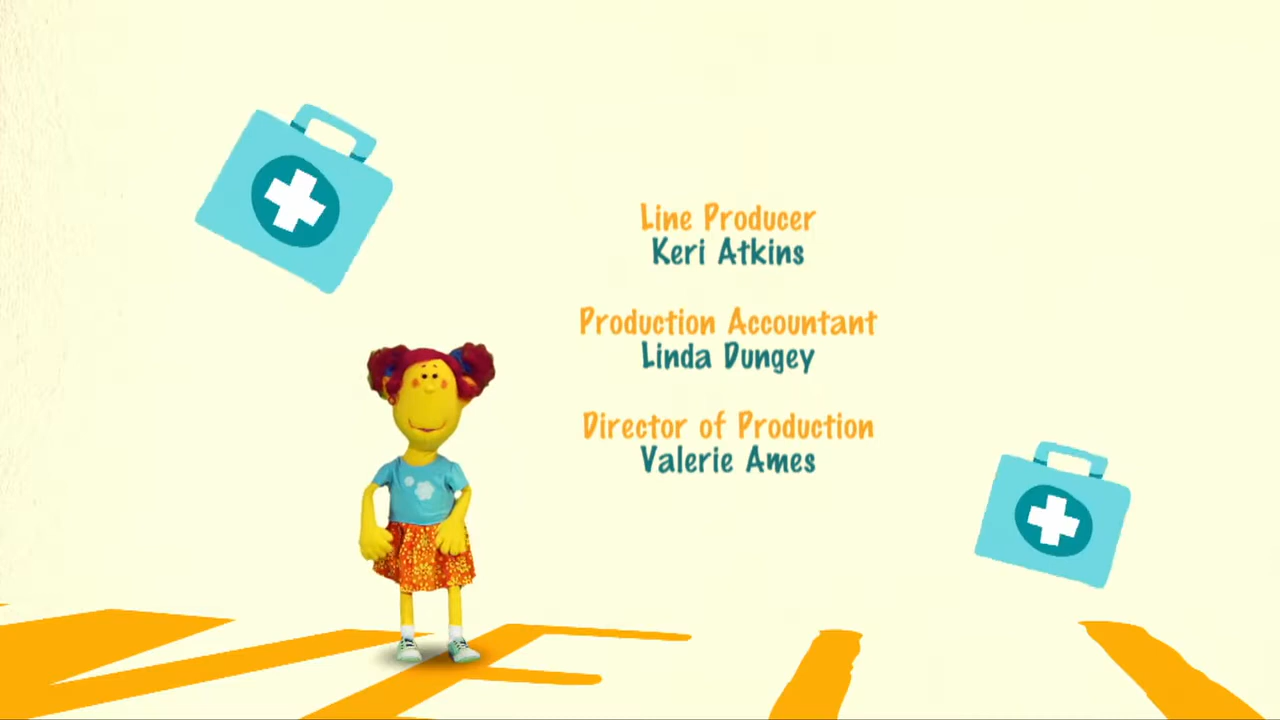 Line Producer
Keri Atkins
Production Accountant
Linda Dungey
Director of Production
Valerie Ames